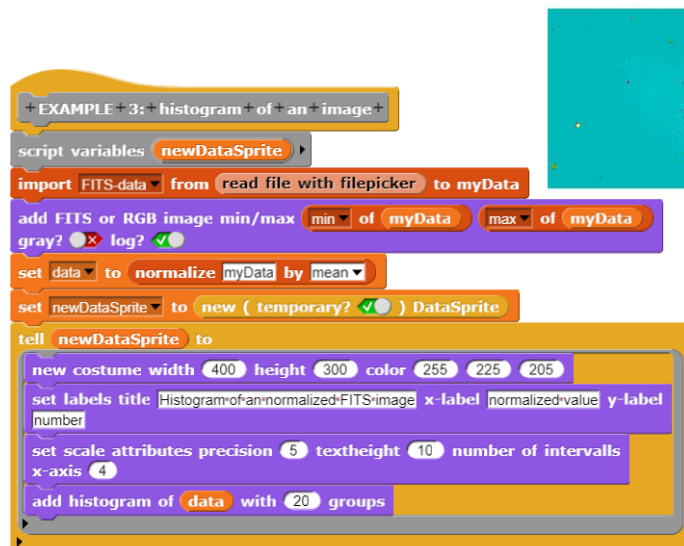 +EXAMPLE+3:+histogram+of+an+image+
script variables newDataSprite
import FITS-data from read file with filepicker to myData
add FITS or RGB image min/max min of myData max of myData
gray? log?
set data to normalize myData by mean
set newDataSprite to new ( temporary? ) DataSprite
tell newDataSprite to
new costume width 400 height 300 color 255 225 205
set labels title Histogram of an normalized FITS image x-label normalized value y-label
number
set scale attributes precision 5 textheight 10 number of intervalls
x-axis 4
add histogram of data with 20 groups